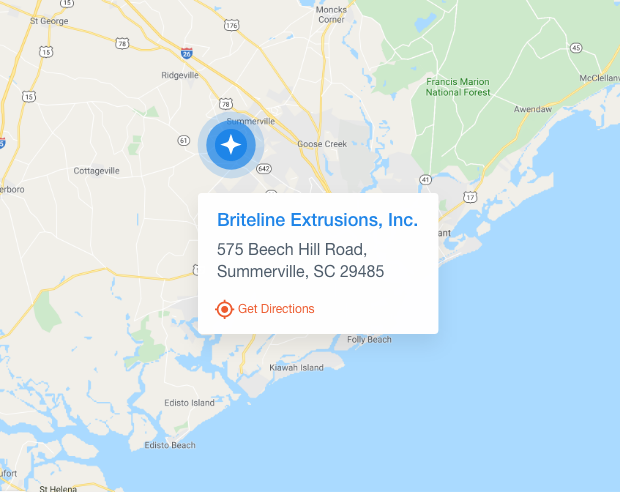 Moncks
Corner
15
St George
176
78
15
26
45
Ridgeville
McClellanv
Francis Marion
National Forest
15
78
Awendaw
Summerville
61
Goose Creek
642
Cottageville
41
erboro
17
Briteline Extrusions, Inc.
ant
575 Beech Hill Road,
Summerville, SC 29485
Get Directions
Folly Beach
Kiawah Island
Edisto Island
Edisto Beach
ufort
St Helena